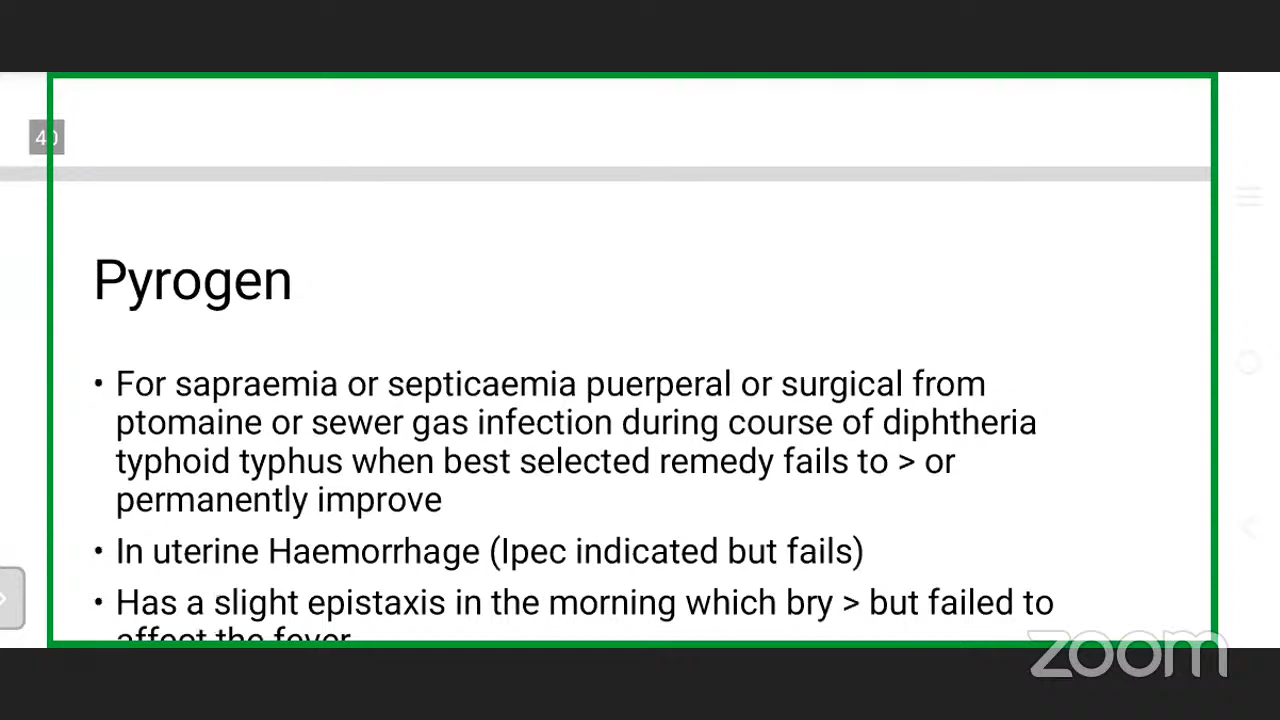 40
Pyrogen
• For sapraemia or septicaemia puerperal or surgical from
ptomaine or sewer gas infection during course of diphtheria
typhoid typhus when best selected remedy fails to > or
permanently improve
• In uterine Haemorrhage (Ipec indicated but fails)
• Has a slight epistaxis in the morning which bry > but failed to
affect the fever
zoom